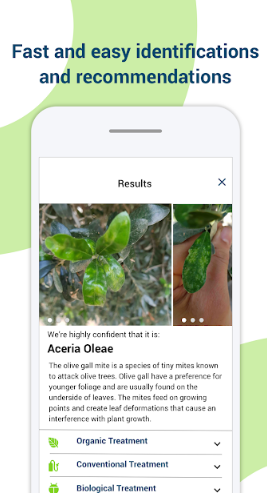 Fast and easy identifications
and recommendations
Results
We're highly confident that it is:
Aceria Oleae
The olive gall mite is a species of tiny mites known
to attack olive trees. Olive gall have a preference for
younger foliage and are usually found on the
underside of leaves. The mites feed on growing
points and create leaf deformations that cause an
interference with plant growth.
Organic Treatment
Conventional Treatment
Biological Treatment